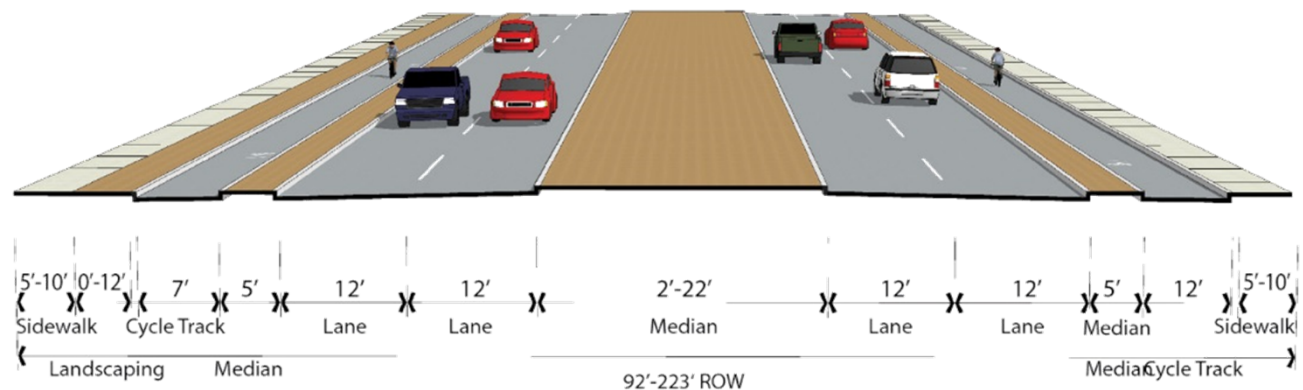 5’-10’ 0’-12’ 7’ 5’ 12’ 12’ 2’-22’ 12’ 12’ 5’ 12’ 5’-10’
Sidewalk Cycle Track Lane Lane Median Lane Lane Median Sidewalk
Landscaping Median Median Cycle Track
92’-223‘ ROW